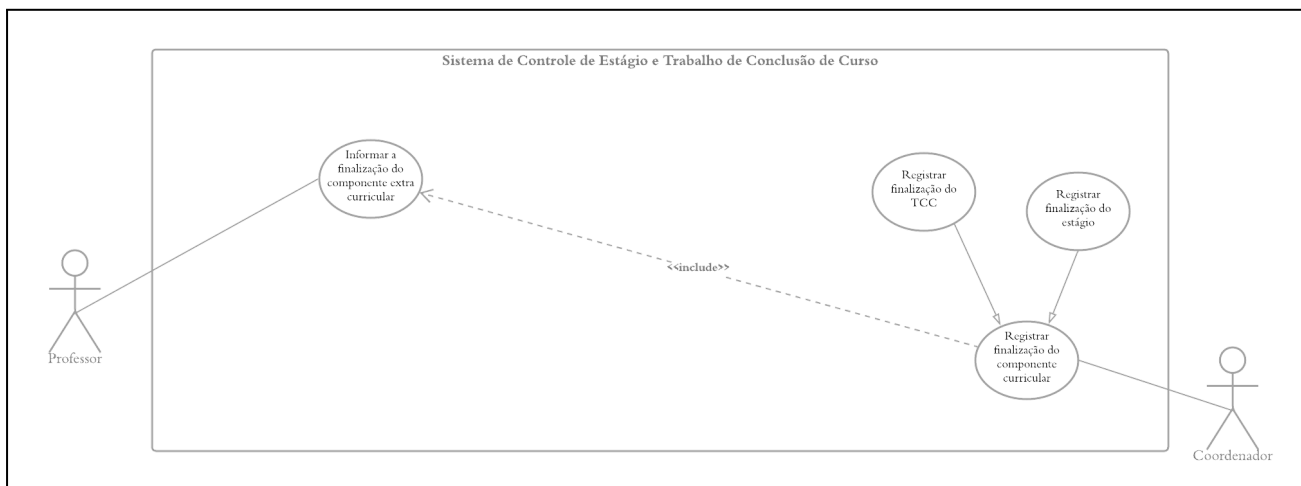 Sistema de Controle de Estágio e Trabalho de Conclusão de Curso
Informar a
finalização do
componente extra
curricular
Registrar
finalização do
TCC
Registrar
finalização do
estágio
<<include>>
Registrar
finalização do
componente
curricular
Professor
Coordenador